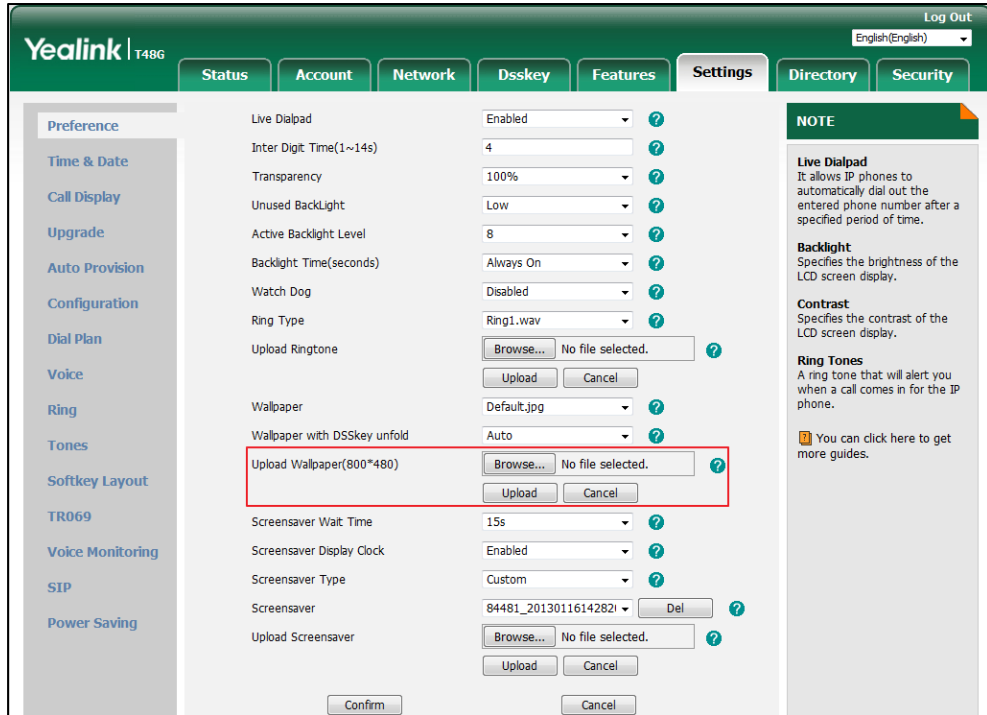 Log Out
English(English)
Yealink T48G
Status Account Network Dsskey Features Settings Directory Security
Preference
Time & Date
Call Display
Upgrade
Auto Provision
Configuration
Dial Plan
Voice
Ring
Tones
Softkey Layout
TR069
Voice Monitoring
SIP
Power Saving
Live Dialpad Enabled ?
Inter Digit Time(1~14s) 4 ?
Transparency 100% ?
Unused BackLight Low ?
Active Backlight Level 8 ?
Backlight Time(seconds) Always On ?
Watch Dog Disabled ?
Ring Type Ring1.wav ?
Upload Ringtone Browse... No file selected. ?
Upload Cancel
Wallpaper Default.jpg ?
Wallpaper with DSSkey unfold Auto ?
Upload Wallpaper(800*480) Browse... No file selected. ?
Upload Cancel
Screensaver Wait Time 15s ?
Screensaver Display Clock Enabled ?
Screensaver Type Custom ?
Screensaver Del ?
Upload Screensaver Browse... No file selected. ?
Upload Cancel
Confirm Cancel
NOTE
Live Dialpad
It allows IP phones to
automatically dial out the
entered phone number after a
specified period of time.
Backlight
Specifies the brightness of the
LCD screen display.
Contrast
Specifies the contrast of the
LCD screen display.
Ring Tones
A ring tone that will alert you
when a call comes in for the IP
phone.
? You can click here to get
more guides.